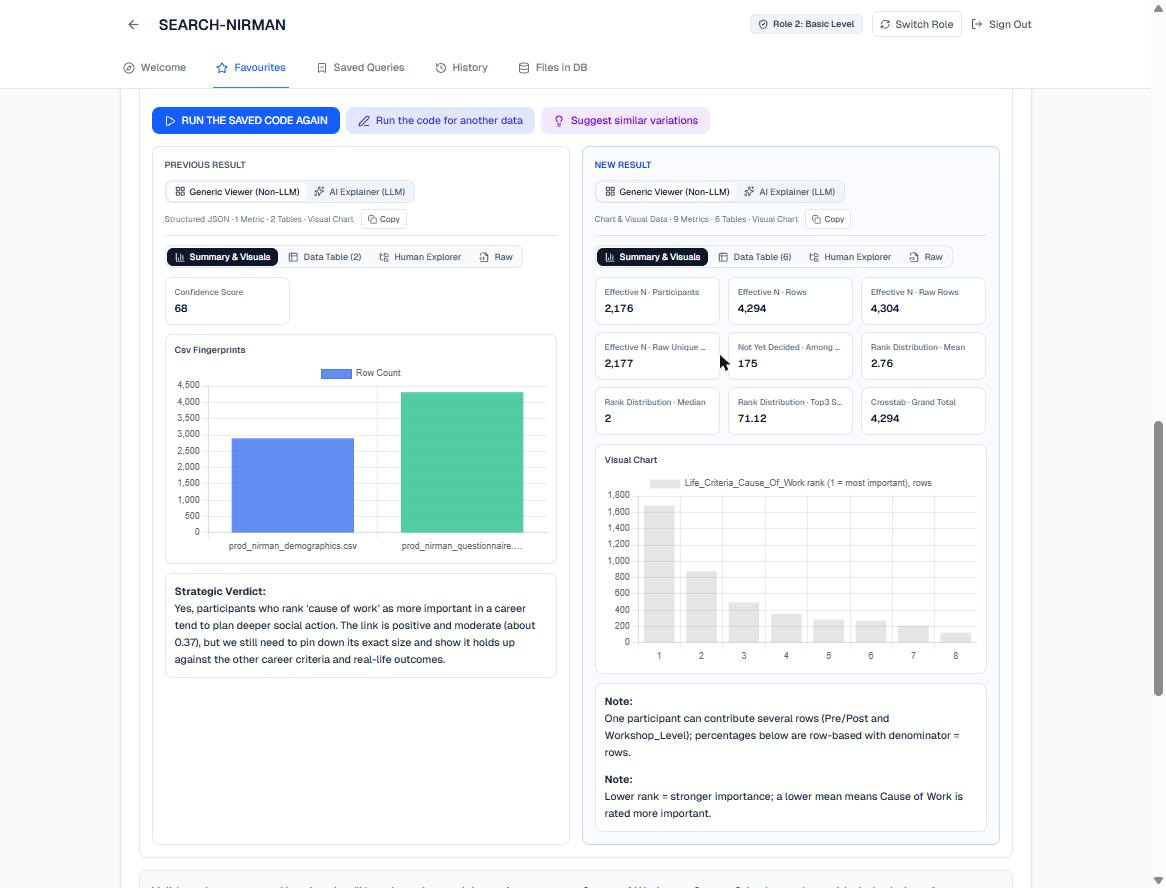 SEARCH-NIRMAN
Role 2: Basic Level
Switch Role
Sign Out
Welcome
Favourites
Saved Queries
History
Files in DB
RUN THE SAVED CODE AGAIN
Run the code for another data
Suggest similar variations
PREVIOUS RESULT
Generic Viewer (Non-LLM)
AI Explainer (LLM)
Structured JSON · 1 Metric · 2 Tables · Visual Chart
Copy
Summary & Visuals
Data Table (2)
Human Explorer
Raw
Confidence Score
68
Csv Fingerprints
Row Count
4,500
4,000
3,500
3,000
2,500
2,000
1,500
1,000
500
0
prod_nirman_demographics.csv
prod_nirman_questionnaire....
Strategic Verdict:
Yes, participants who rank 'cause of work' as more important in a career
tend to plan deeper social action. The link is positive and moderate (about
0.37), but we still need to pin down its exact size and show it holds up
against the other career criteria and real-life outcomes.
NEW RESULT
Generic Viewer (Non-LLM)
AI Explainer (LLM)
Chart & Visual Data · 9 Metrics · 6 Tables · Visual Chart
Copy
Summary & Visuals
Data Table (6)
Human Explorer
Raw
Effective N · Participants
2,176
Effective N · Rows
4,294
Effective N · Raw Rows
4,304
Effective N · Raw Unique ...
2,177
Not Yet Decided · Among ...
175
Rank Distribution · Mean
2.76
Rank Distribution · Median
2
Rank Distribution · Top3 S...
71.12
Crosstab · Grand Total
4,294
Visual Chart
Life_Criteria_Cause_Of_Work rank (1 = most important), rows
1,800
1,600
1,400
1,200
1,000
800
600
400
200
0
1 2 3 4 5 6 7 8
Note:
One participant can contribute several rows (Pre/Post and
Workshop_Level); percentages below are row-based with denominator =
rows.
Note:
Lower rank = stronger importance; a lower mean means Cause of Work is
rated more important.